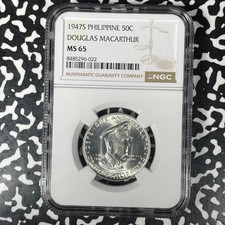 1947S PHILIPPINE 50C
DOUGLAS MACARTHUR
MS 65
8485296-022
NUMISMATIC GUARANTY COMPANY
NGC